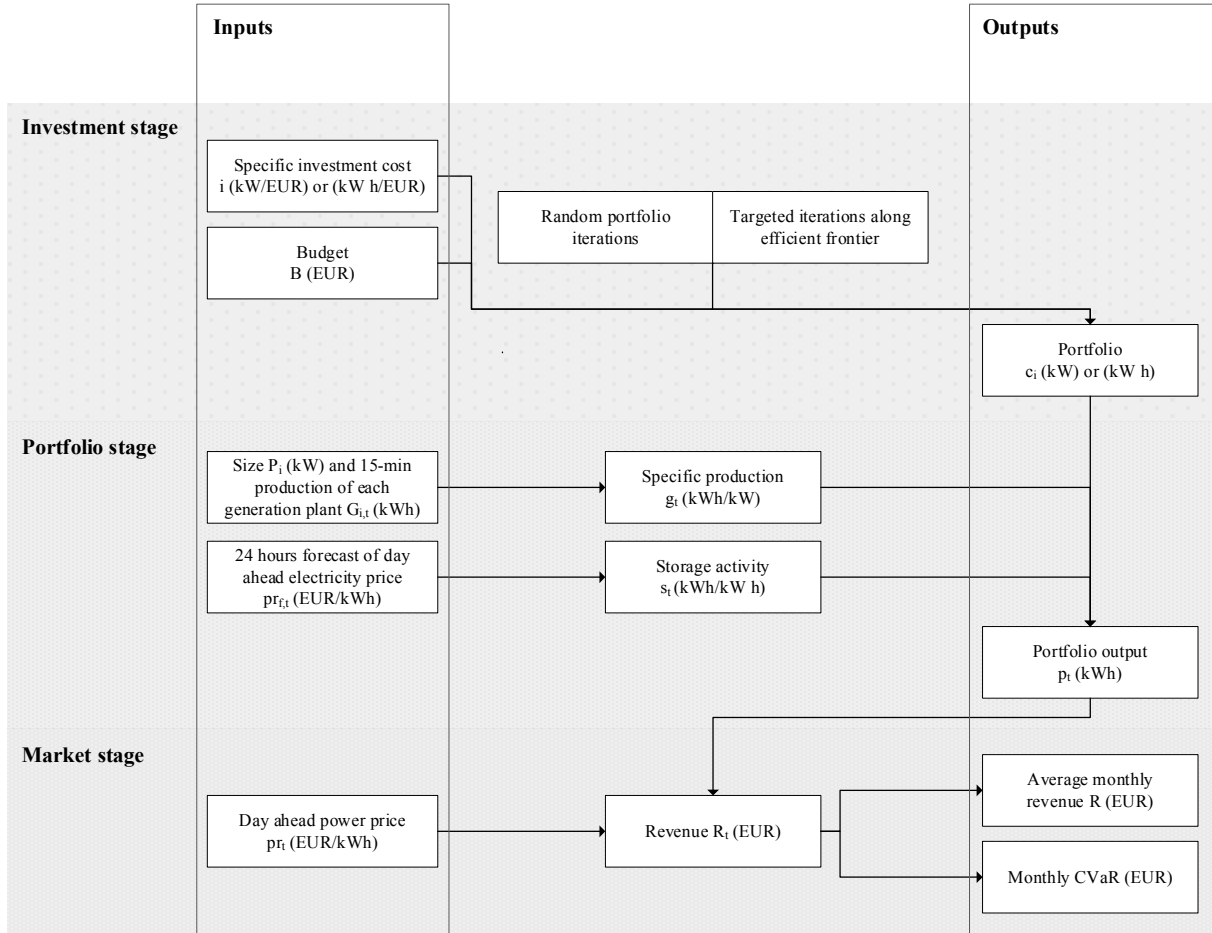 Inputs
Outputs
Investment stage
Specific investment cost
i (kW/EUR) or (kW h/EUR)
Budget
B (EUR)
Random portfolio
iterations
Targeted iterations along
efficient frontier
Portfolio
cᵢ (kW) or (kW h)
Portfolio stage
Size Pᵢ (kW) and 15-min
production of each
generation plant Gᵢ,ₜ (kWh)
Specific production
gₜ (kWh/kW)
24 hours forecast of day
ahead electricity price
pr_f,t (EUR/kWh)
Storage activity
sₜ (kWh/kW h)
Portfolio output
pₜ (kWh)
Market stage
Day ahead power price
prₜ (EUR/kWh)
Revenue Rₜ (EUR)
Average monthly
revenue R (EUR)
Monthly CVaR (EUR)